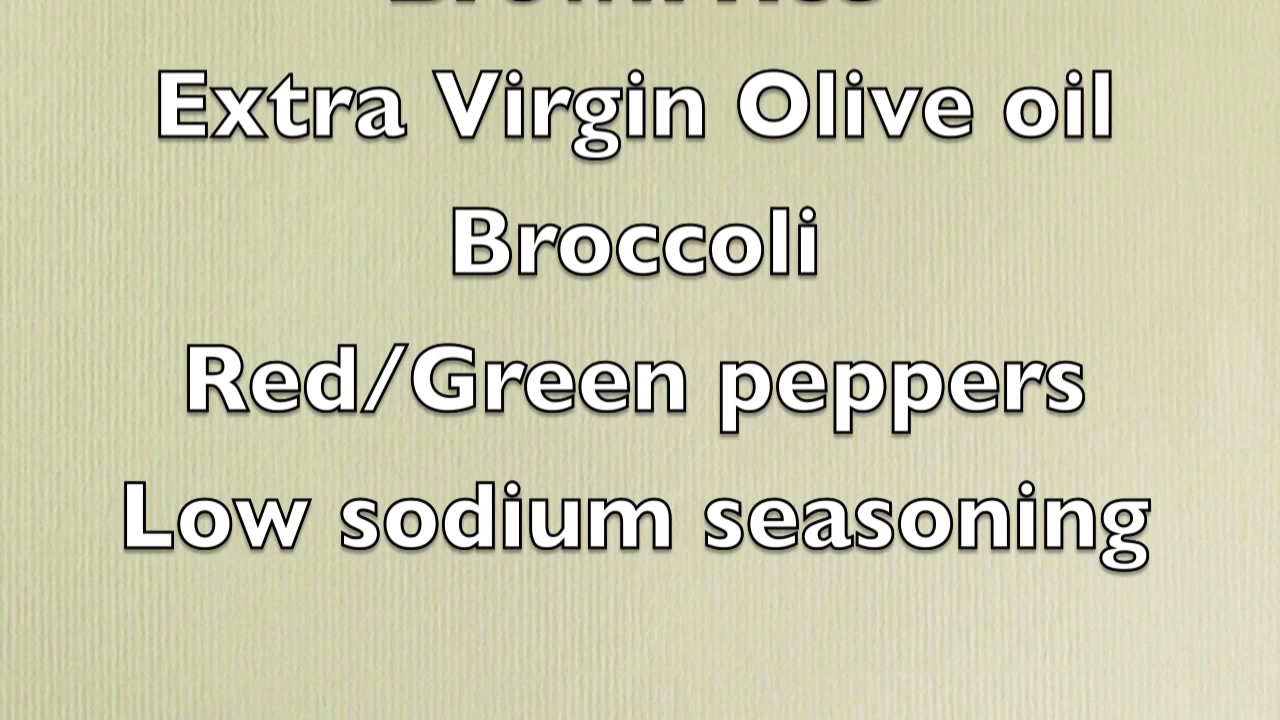 Extra Virgin Olive oil
Broccoli
Red/Green peppers
Low sodium seasoning